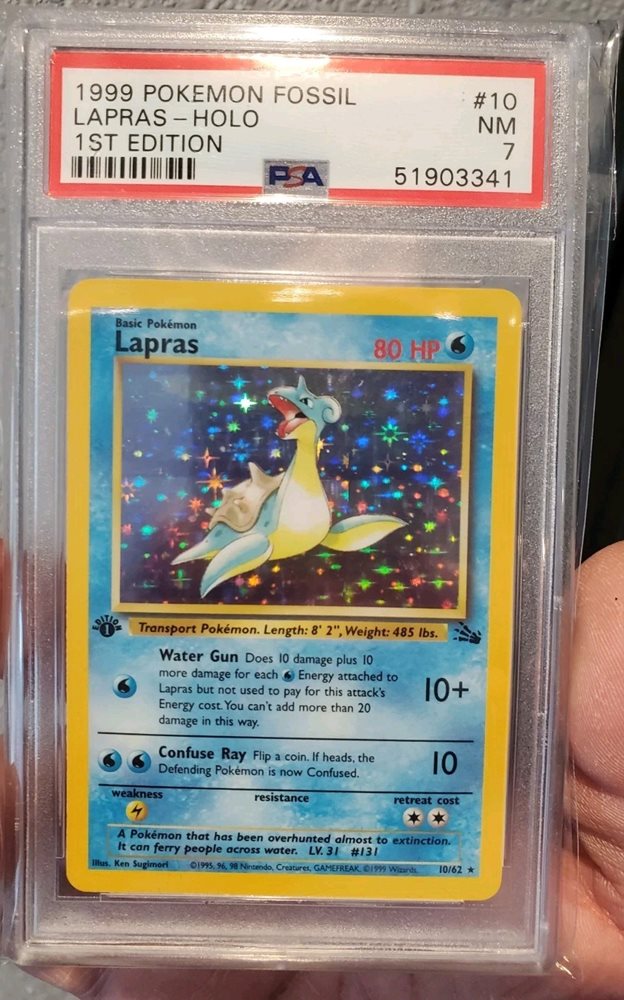 1999 POKEMON FOSSIL #10
LAPRAS - HOLO NM
1ST EDITION 7
PSA 51903341
Basic Pokémon
Lapras 80 HP
EDITION 1
Transport Pokémon. Length: 8' 2", Weight: 485 lbs.
Water Gun Does 10 damage plus 10
more damage for each Energy attached to
Lapras but not used to pay for this attack's
Energy cost. You can't add more than 20
damage in this way.
10+
Confuse Ray Flip a coin. If heads, the
Defending Pokémon is now Confused.
10
weakness resistance retreat cost
A Pokémon that has been overhunted almost to extinction.
It can ferry people across water. LV. 31 #131
Illus. Ken Sugimori ©1995, 96, 98 Nintendo, Creatures, GAMEFREAK. ©1999 Wizards. 10/62 ★